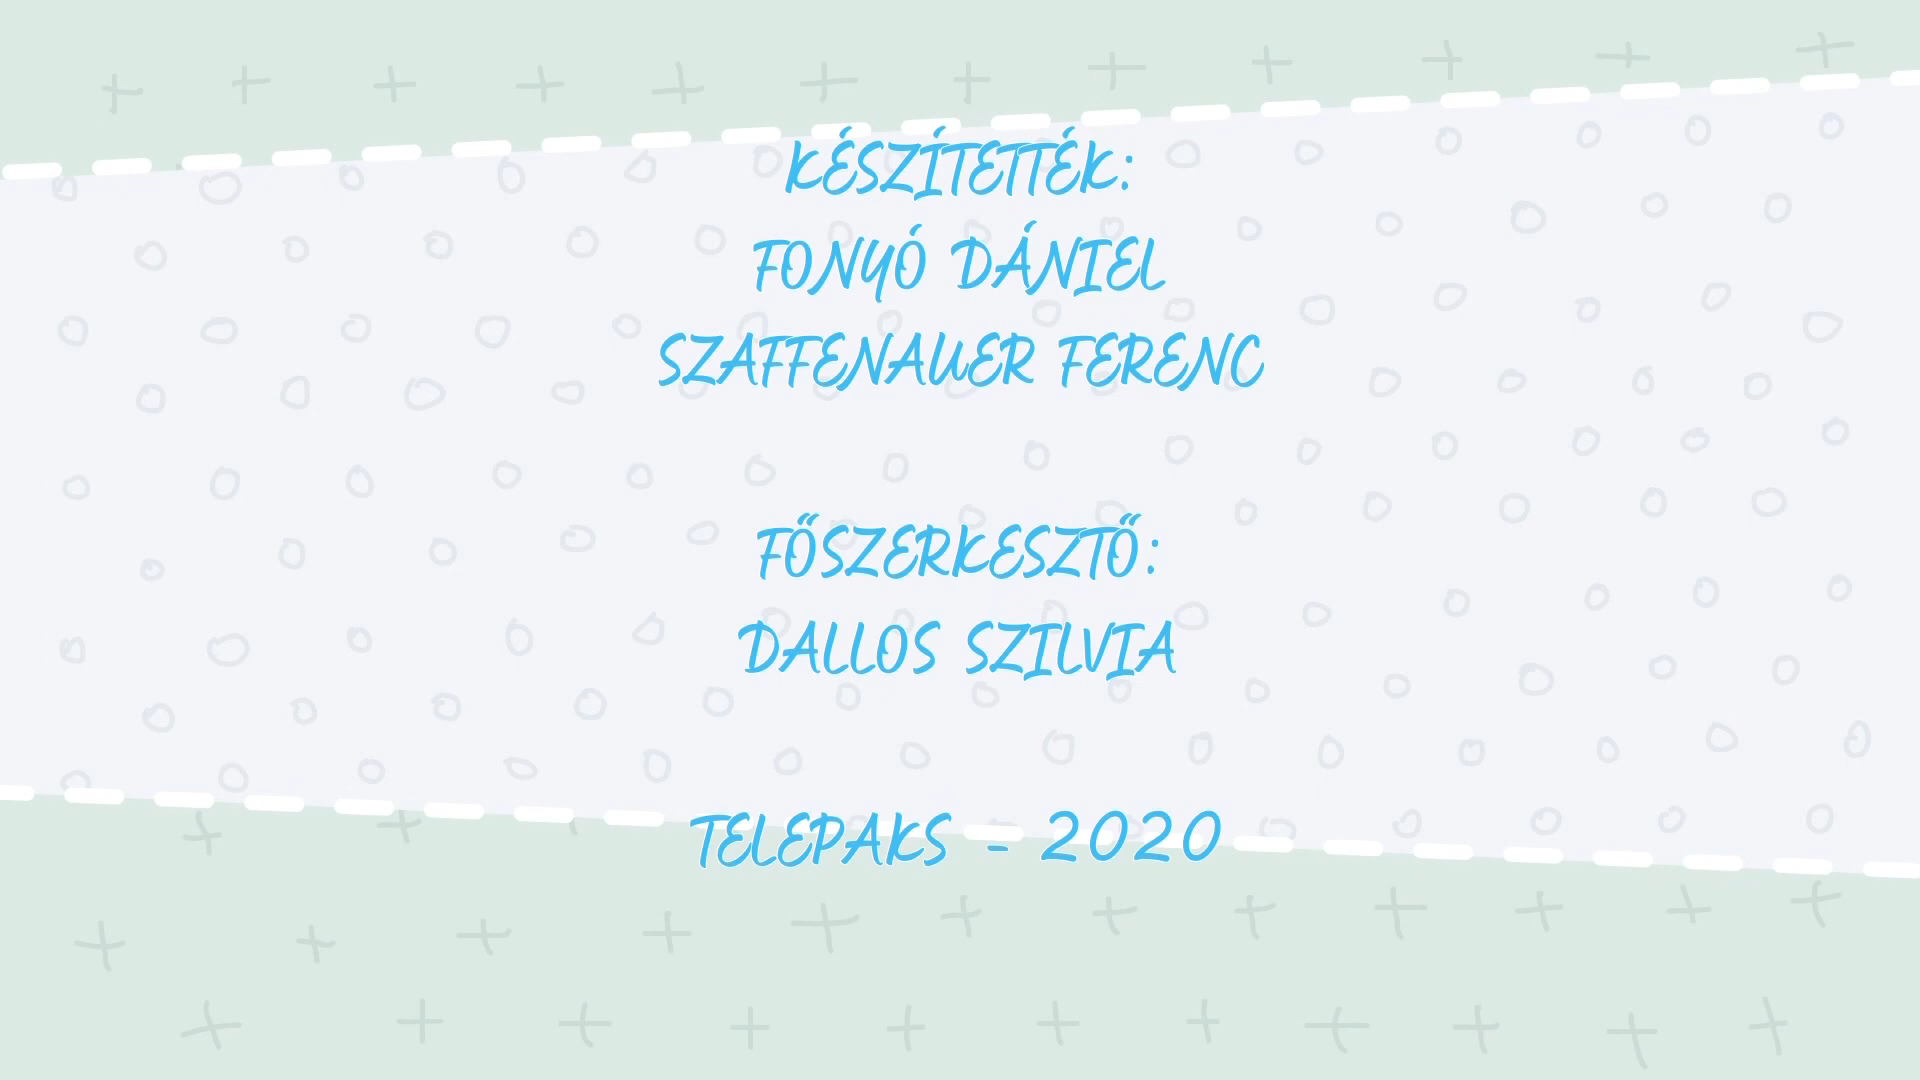 KÉSZÍTETTÉK:
FONYÓ DÁNIEL
SZAFFENAUER FERENC
FŐSZERKESZTŐ:
DALLOS SZILVIA
TELEPAKS - 2020